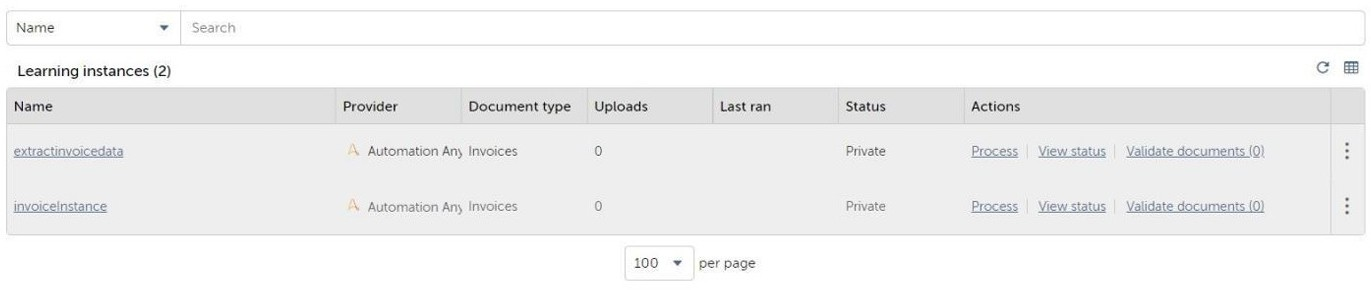 Name Search
Learning instances (2)
Name Provider Document type Uploads Last ran Status Actions
extractinvoicedata Automation Any Invoices 0 Private Process View status Validate documents (0)
invoiceInstance Automation Any Invoices 0 Private Process View status Validate documents (0)
100 per page